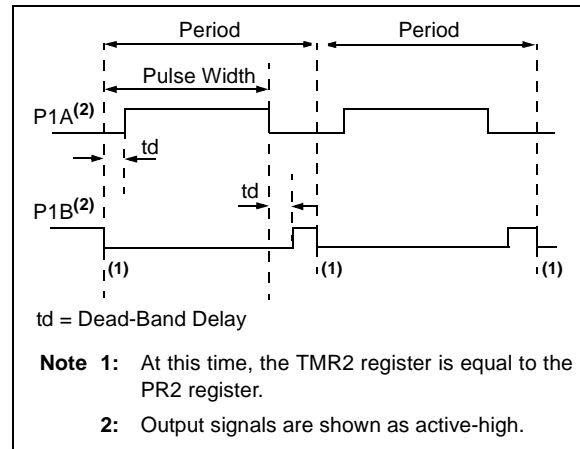 Period Period
Pulse Width
P1A(2)
td
td
P1B(2)
(1) (1) (1)
td = Dead-Band Delay
Note 1: At this time, the TMR2 register is equal to the
PR2 register.
2: Output signals are shown as active-high.